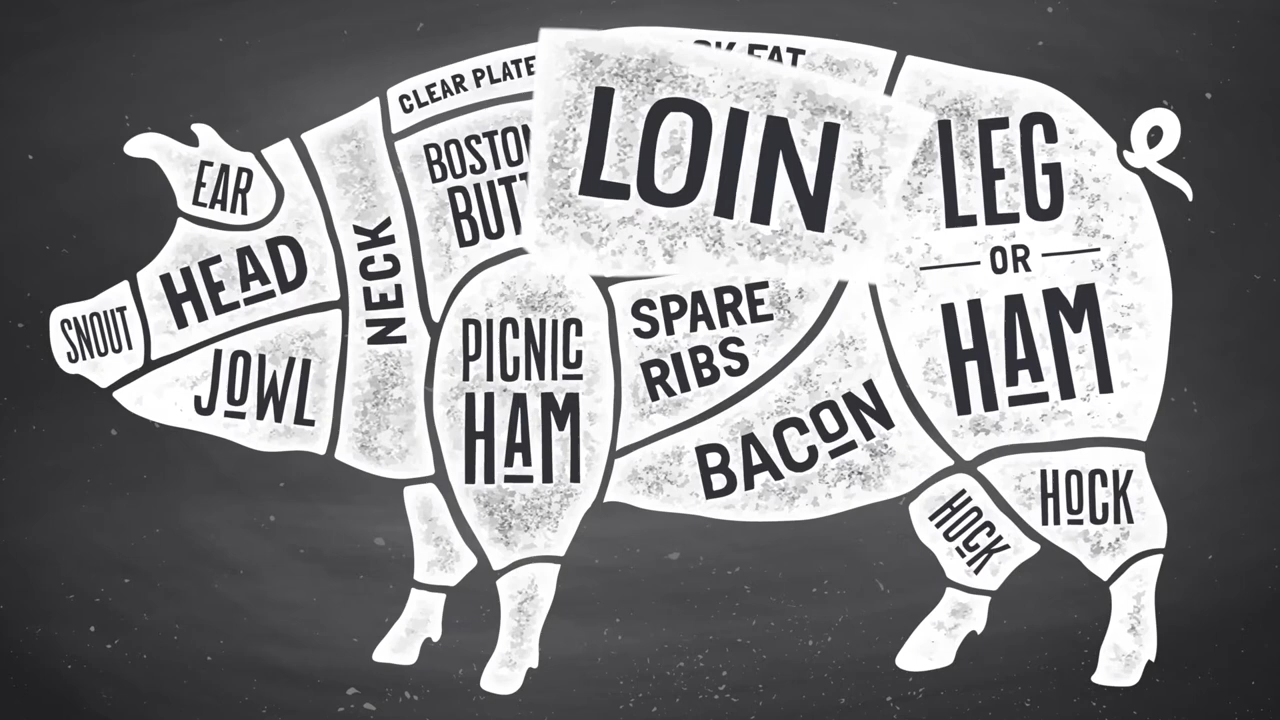 CLEAR PLATE
FAT
LOIN
BOSTON
BUTT
EAR
HEAD
SNOUT
JOWL
NECK
PICNIC
HAM
SPARE
RIBS
BACON
LEG
OR
HAM
HOCK
HOCK